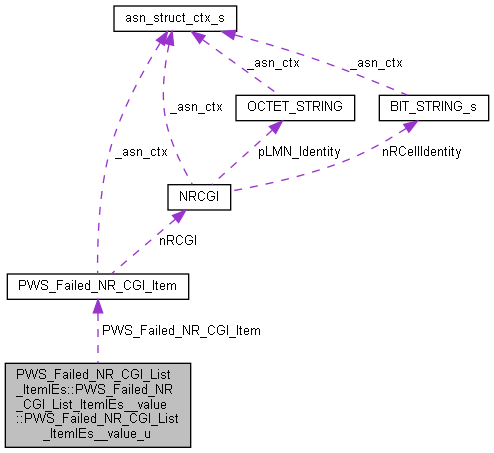 asn_struct_ctx_s
_asn_ctx
_asn_ctx
_asn_ctx
OCTET_STRING
BIT_STRING_s
_asn_ctx
pLMN_Identity
nRCellIdentity
NRCGI
nRCGI
PWS_Failed_NR_CGI_Item
PWS_Failed_NR_CGI_Item
PWS_Failed_NR_CGI_List
_ItemIEs::PWS_Failed_NR
_CGI_List_ItemIEs__value
::PWS_Failed_NR_CGI_List
_ItemIEs__value_u